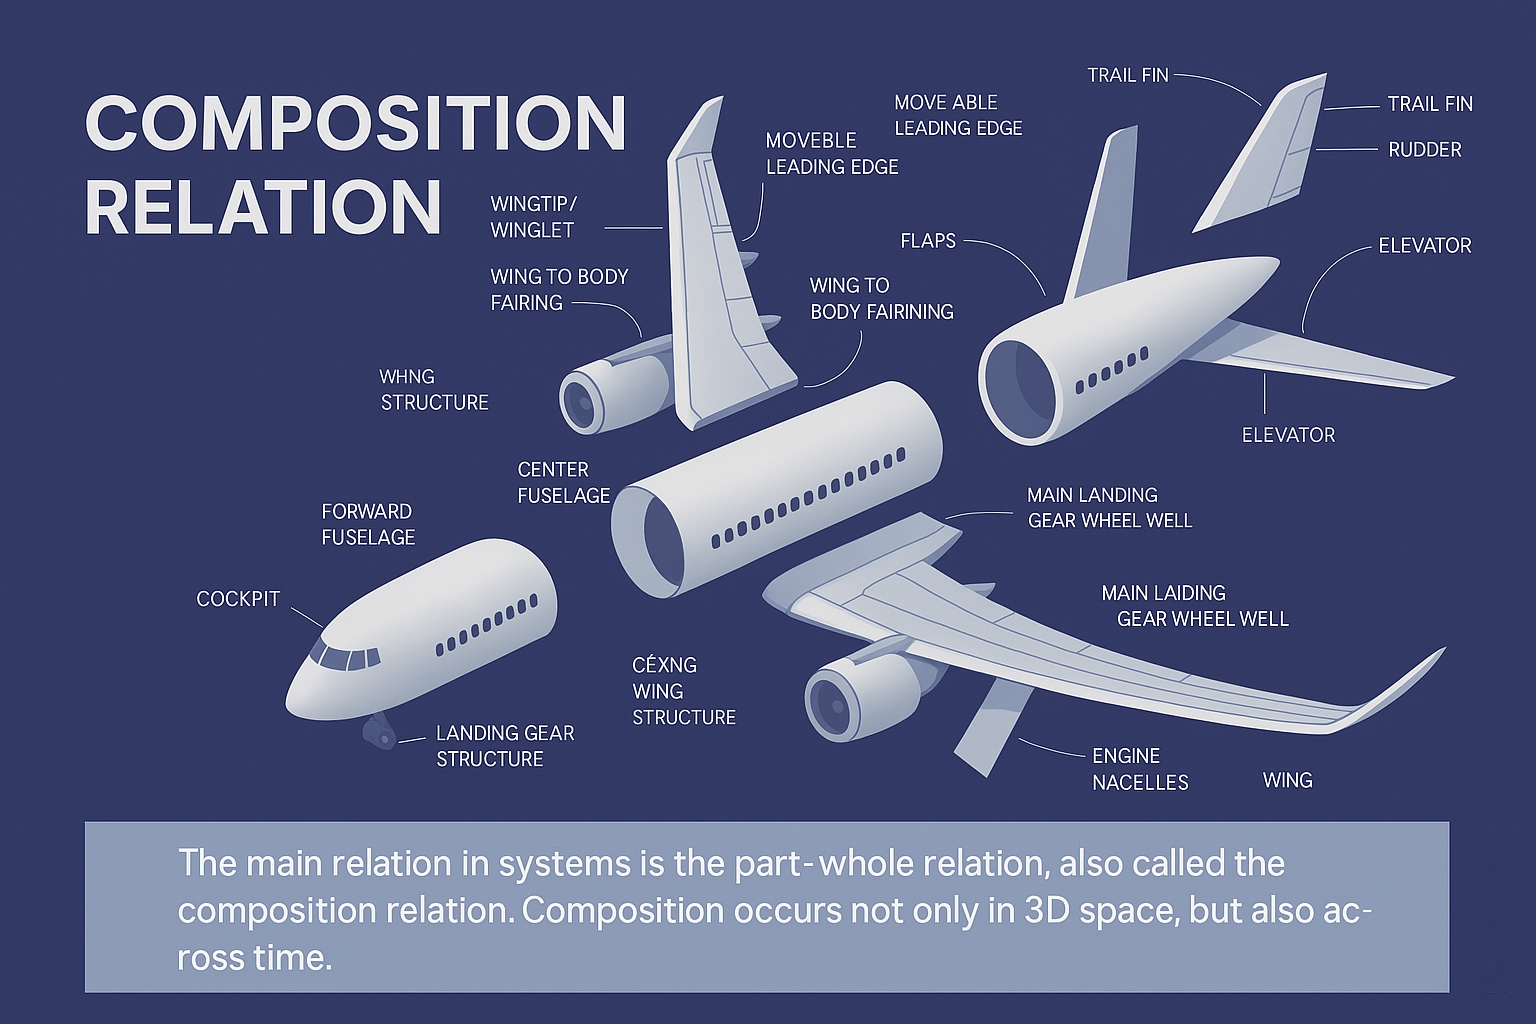 COMPOSITION
RELATION
TRAIL FIN
TRAIL FIN
RUDDER
MOVE ABLE
LEADING EDGE
MOVEBLE
LEADING EDGE
WINGTIP/
WINGLET
FLAPS
ELEVATOR
WING TO BODY
FAIRING
WING TO
BODY FAIRINING
WHNG
STRUCTURE
ELEVATOR
CENTER
FUSELAGE
FORWARD
FUSELAGE
MAIN LANDING
GEAR WHEEL WELL
COCKPIT
MAIN LAIDING
GEAR WHEEL WELL
CÉXNG
WING
STRUCTURE
LANDING GEAR
STRUCTURE
ENGINE
NACELLES
WING
The main relation in systems is the part-whole relation, also called the
composition relation. Composition occurs not only in 3D space, but also ac-
ross time.